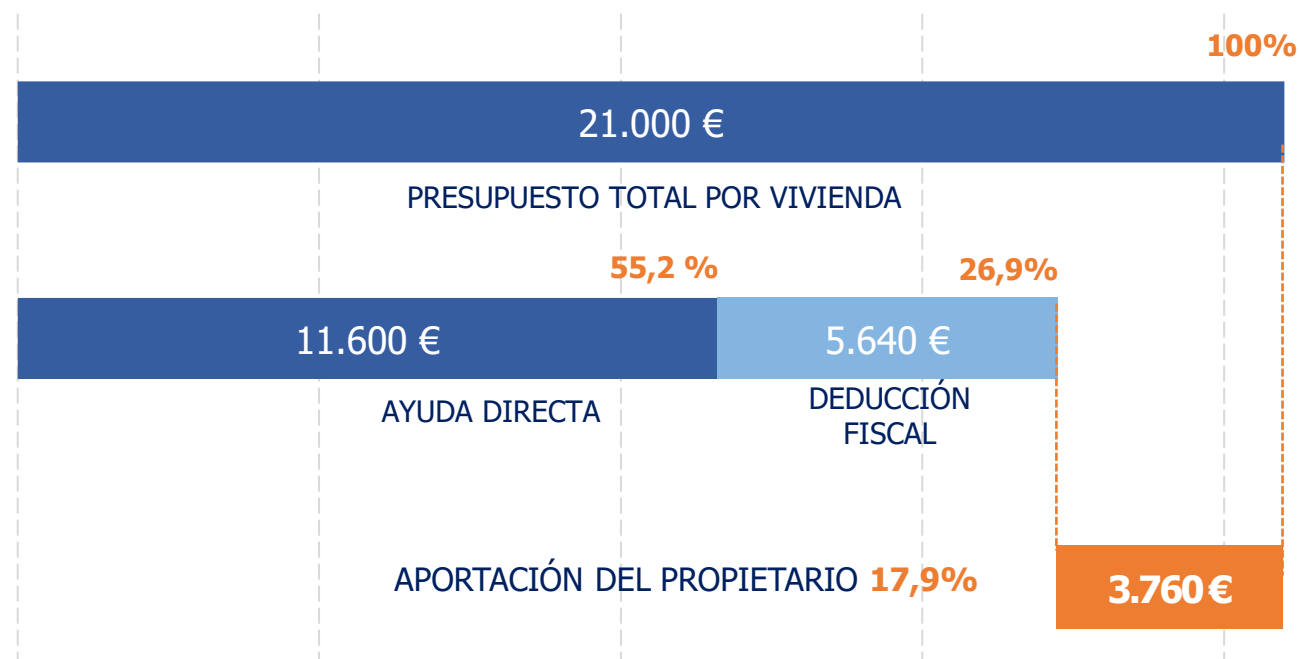 100%
21.000 €
PRESUPUESTO TOTAL POR VIVIENDA
55,2 %
26,9%
11.600 €
5.640 €
AYUDA DIRECTA
DEDUCCIÓN
FISCAL
APORTACIÓN DEL PROPIETARIO 17,9%
3.760 €